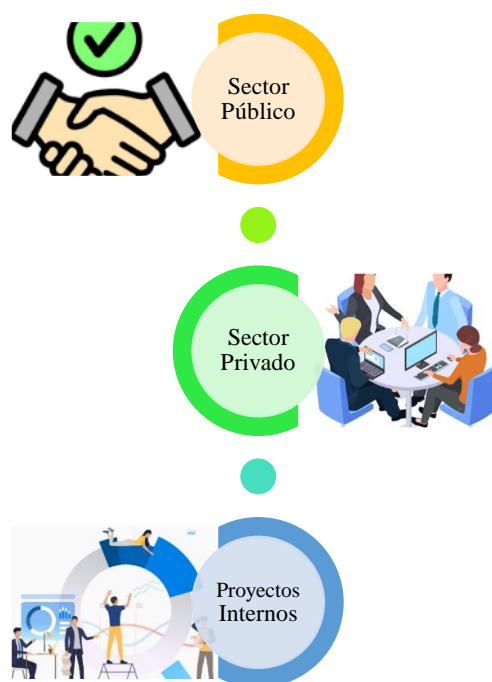 Sector
Público
Sector
Privado
Proyectos
Internos